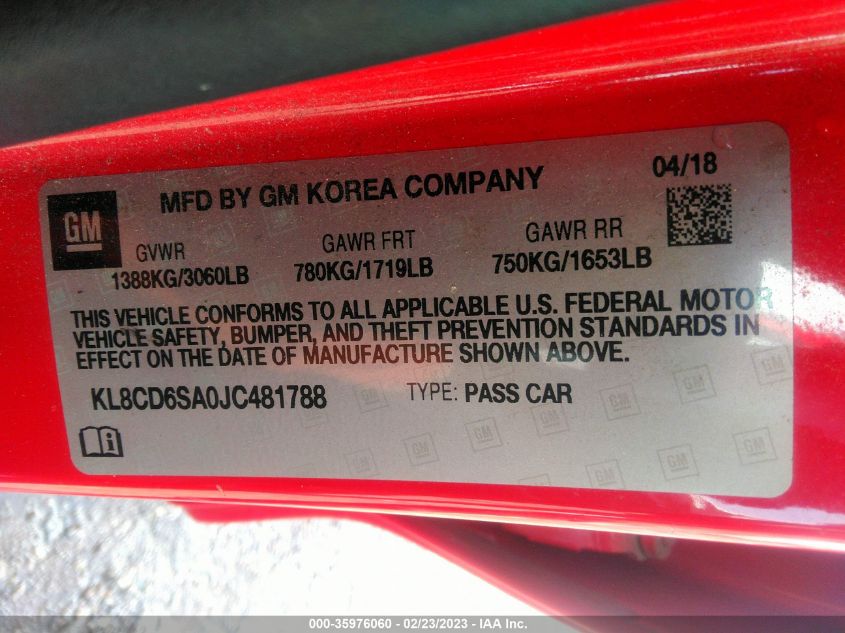 MFD BY GM KOREA COMPANY
04/18
GM
GVWR
GAWR FRT
GAWR RR
1388KG/3060LB
780KG/1719LB
750KG/1653LB
THIS VEHICLE CONFORMS TO ALL APPLICABLE U.S. FEDERAL MOTOR
VEHICLE SAFETY, BUMPER, AND THEFT PREVENTION STANDARDS IN
EFFECT ON THE DATE OF MANUFACTURE SHOWN ABOVE.
KL8CD6SA0JC481788
TYPE: PASS CAR
000-35976060 - 02/23/2023 - IAA Inc.